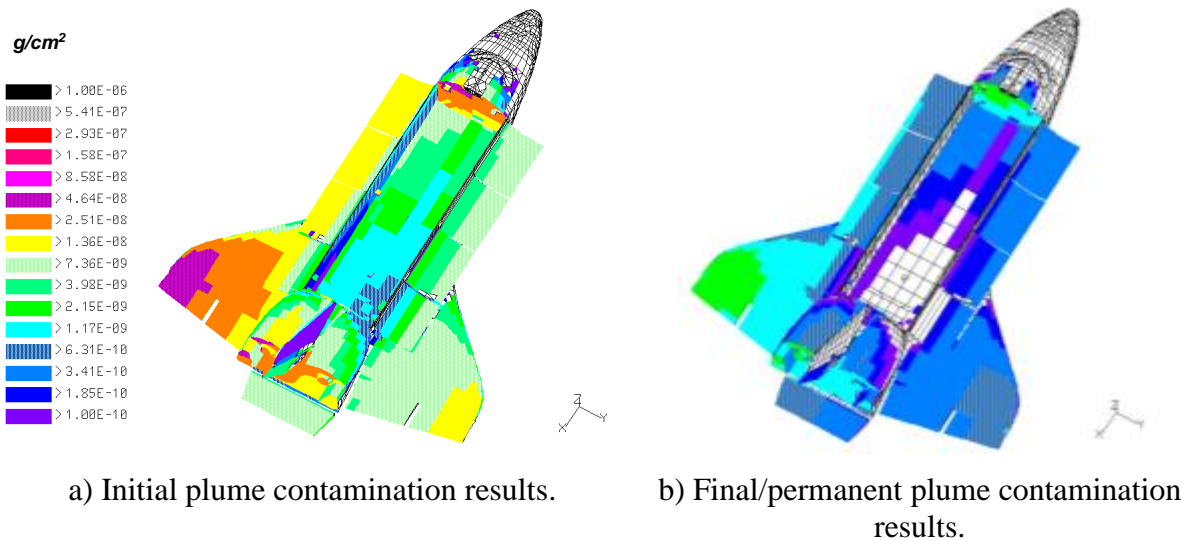 g/cm²
> 1.00E-06
> 5.41E-07
> 2.93E-07
> 1.58E-07
> 8.58E-08
> 4.64E-08
> 2.51E-08
> 1.36E-08
> 7.36E-09
> 3.98E-09
> 2.15E-09
> 1.17E-09
> 6.31E-10
> 3.41E-10
> 1.85E-10
> 1.00E-10
Z
X
Y
Z
X
Y
a) Initial plume contamination results.
b) Final/permanent plume contamination
results.